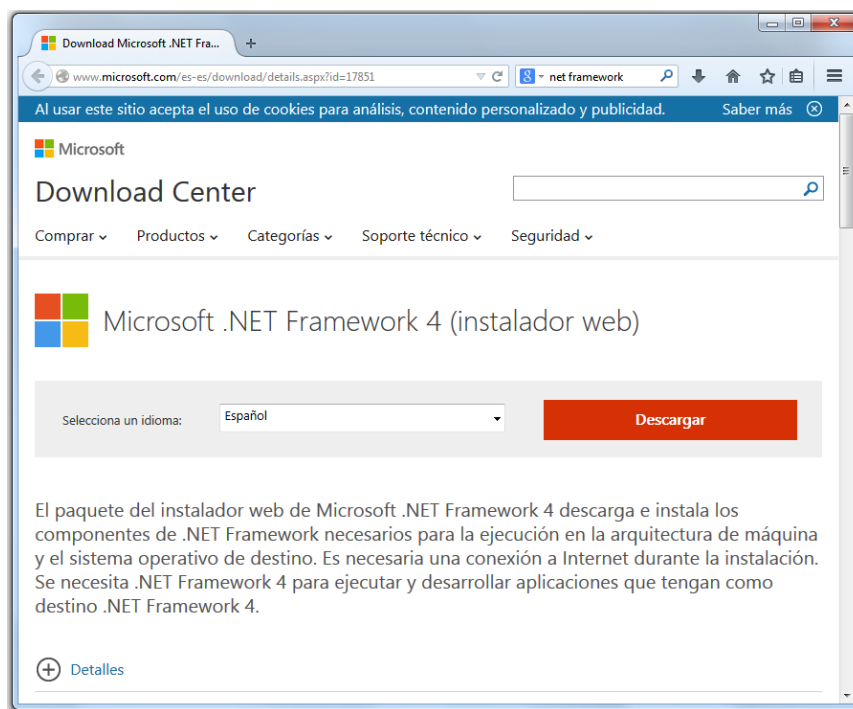 Download Microsoft .NET Fra...
www.microsoft.com/es-es/download/details.aspx?id=17851
net framework
Al usar este sitio acepta el uso de cookies para análisis, contenido personalizado y publicidad. Saber más
Microsoft
Download Center
Comprar Productos Categorías Soporte técnico Seguridad
Microsoft .NET Framework 4 (instalador web)
Selecciona un idioma: Español Descargar
El paquete del instalador web de Microsoft .NET Framework 4 descarga e instala los
componentes de .NET Framework necesarios para la ejecución en la arquitectura de máquina
y el sistema operativo de destino. Es necesaria una conexión a Internet durante la instalación.
Se necesita .NET Framework 4 para ejecutar y desarrollar aplicaciones que tengan como
destino .NET Framework 4.
Detalles